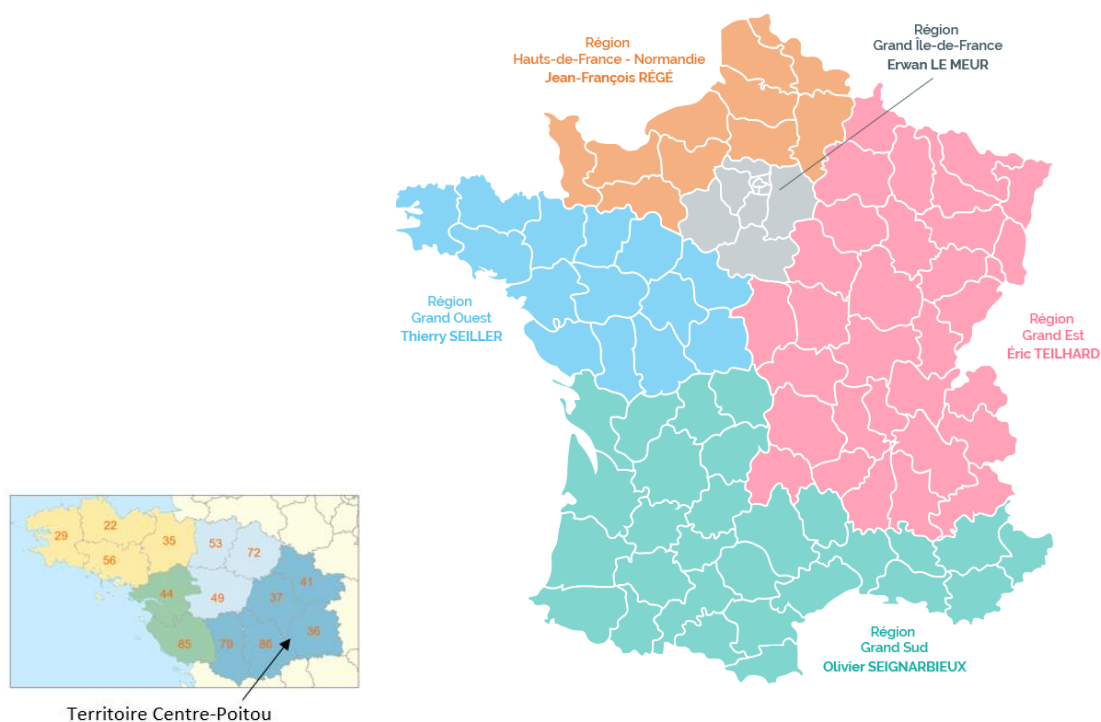 Région
Hauts-de-France - Normandie
Jean-François RÉGÉ
Région
Grand Île-de-France
Erwan LE MEUR
Région
Grand Ouest
Thierry SEILLER
Région
Grand Est
Éric TEILHARD
Région
Grand Sud
Olivier SEIGNARBIEUX
29
22
35
56
53
72
44
49
41
37
85
79
86
36
Territoire Centre-Poitou